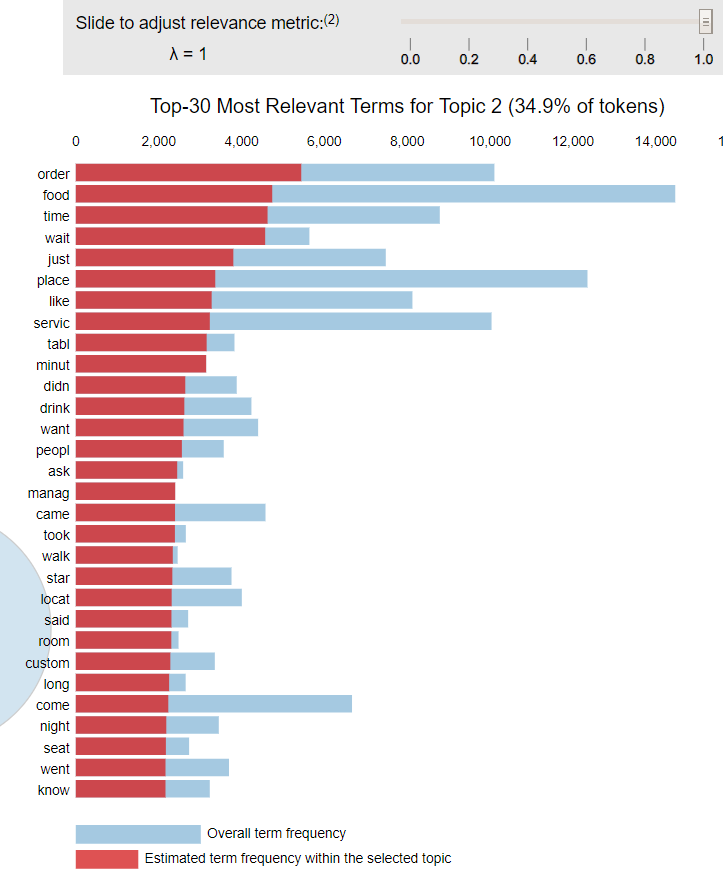 Slide to adjust relevance metric:(2)
λ = 1
0.0 0.2 0.4 0.6 0.8 1.0
Top-30 Most Relevant Terms for Topic 2 (34.9% of tokens)
0 2,000 4,000 6,000 8,000 10,000 12,000 14,000 1
order
food
time
wait
just
place
like
servic
tabl
minut
didn
drink
want
peopl
ask
manag
came
took
walk
star
locat
said
room
custom
long
come
night
seat
went
know
Overall term frequency
Estimated term frequency within the selected topic